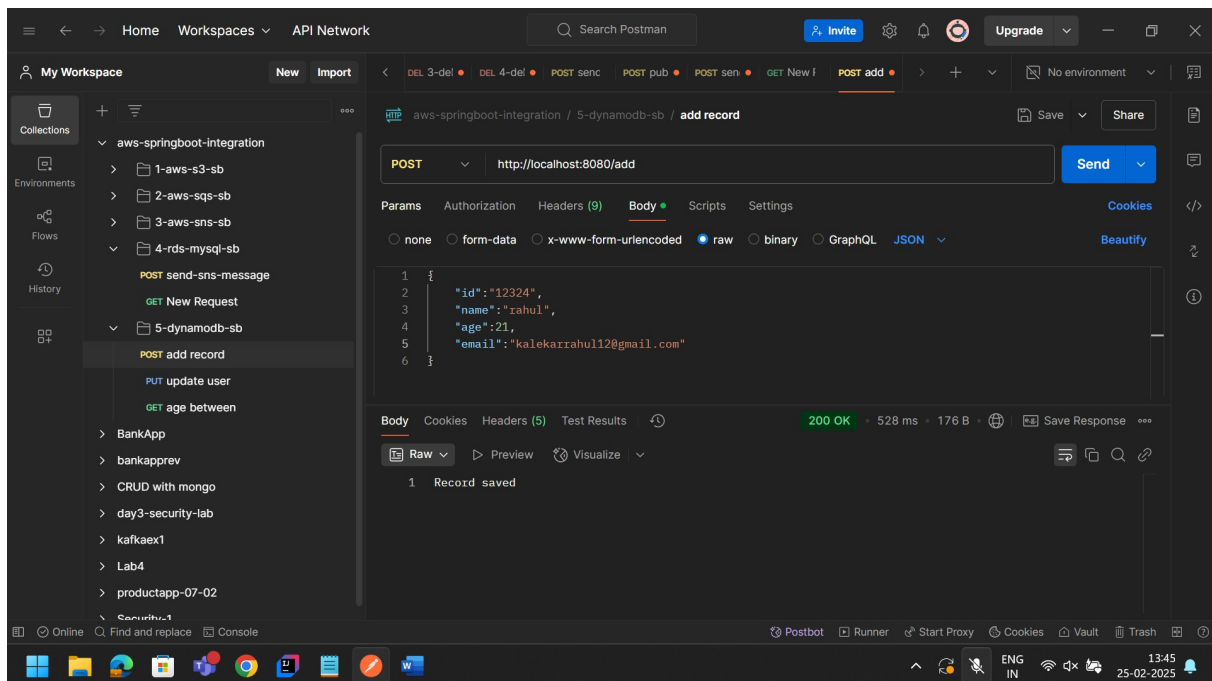 Home Workspaces API Network Search Postman Invite Upgrade
My Workspace New Import DEL 3-del DEL 4-del POST senc POST pub POST sen GET New F POST add No environment
Collections
Environments
Flows
History
aws-springboot-integration
1-aws-s3-sb
2-aws-sqs-sb
3-aws-sns-sb
4-rds-mysql-sb
POST send-sns-message
GET New Request
5-dynamodb-sb
POST add record
PUT update user
GET age between
BankApp
bankapprev
CRUD with mongo
day3-security-lab
kafkaex1
Lab4
productapp-07-02
Security-1
HTTP aws-springboot-integration / 5-dynamodb-sb / add record Save Share
POST http://localhost:8080/add Send
Params Authorization Headers (9) Body Scripts Settings Cookies
none form-data x-www-form-urlencoded raw binary GraphQL JSON Beautify
1 {
2 "id":"12324",
3 "name":"rahul",
4 "age":21,
5 "email":"kalekarrahul12@gmail.com"
6 }
Body Cookies Headers (5) Test Results 200 OK 528 ms 176 B Save Response
Raw Preview Visualize
1 Record saved
Online Find and replace Console Postbot Runner Start Proxy Cookies Vault Trash
ENG 13:45
IN 25-02-2025